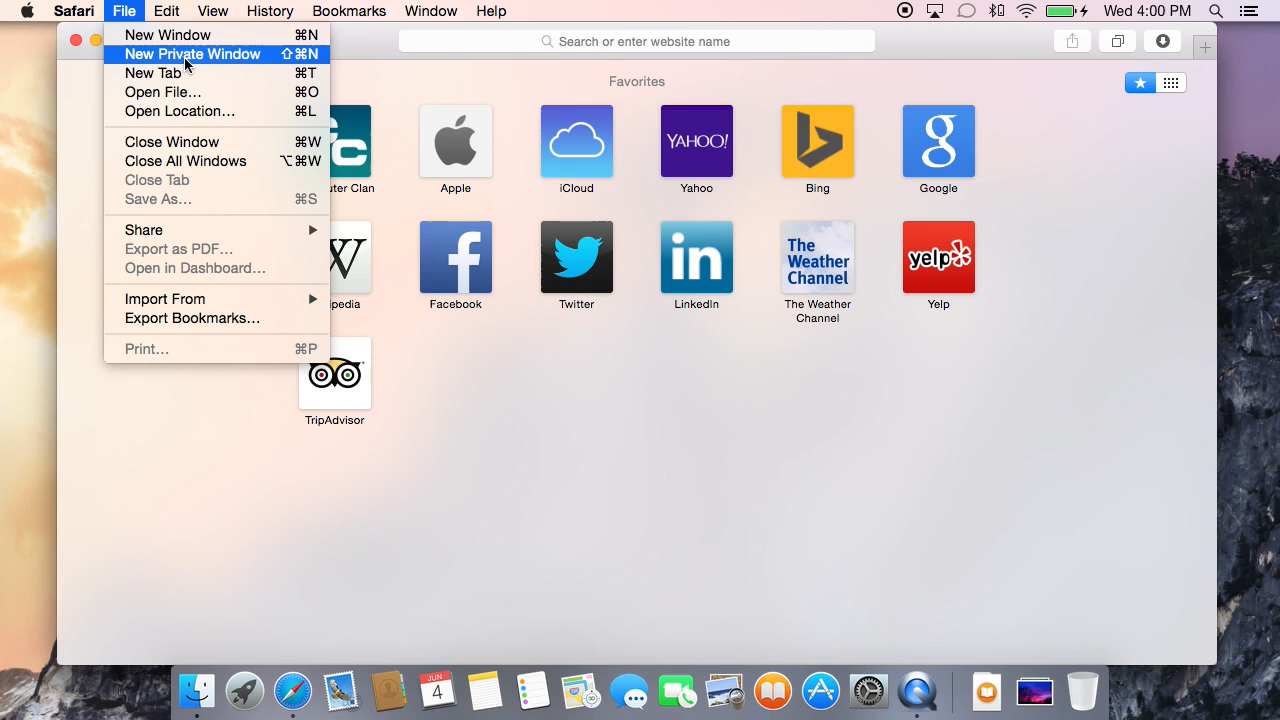 Safari File Edit View History Bookmarks Window Help Wed 4:00 PM
New Window ⌘N
New Private Window ⇧⌘N
New Tab ⌘T
Open File... ⌘O
Open Location... ⌘L
Close Window ⌘W
Close All Windows ⌥⌘W
Close Tab
Save As... ⌘S
Share
Export as PDF...
Open in Dashboard...
Import From
Export Bookmarks...
Print... ⌘P
Search or enter website name
Favorites
YAHOO!
g
Clan Apple iCloud Yahoo Bing Google
W
f
in
The
Weather
Channel
yelp
Facebook Twitter LinkedIn The Weather Yelp
Channel
TripAdvisor
JUN
4